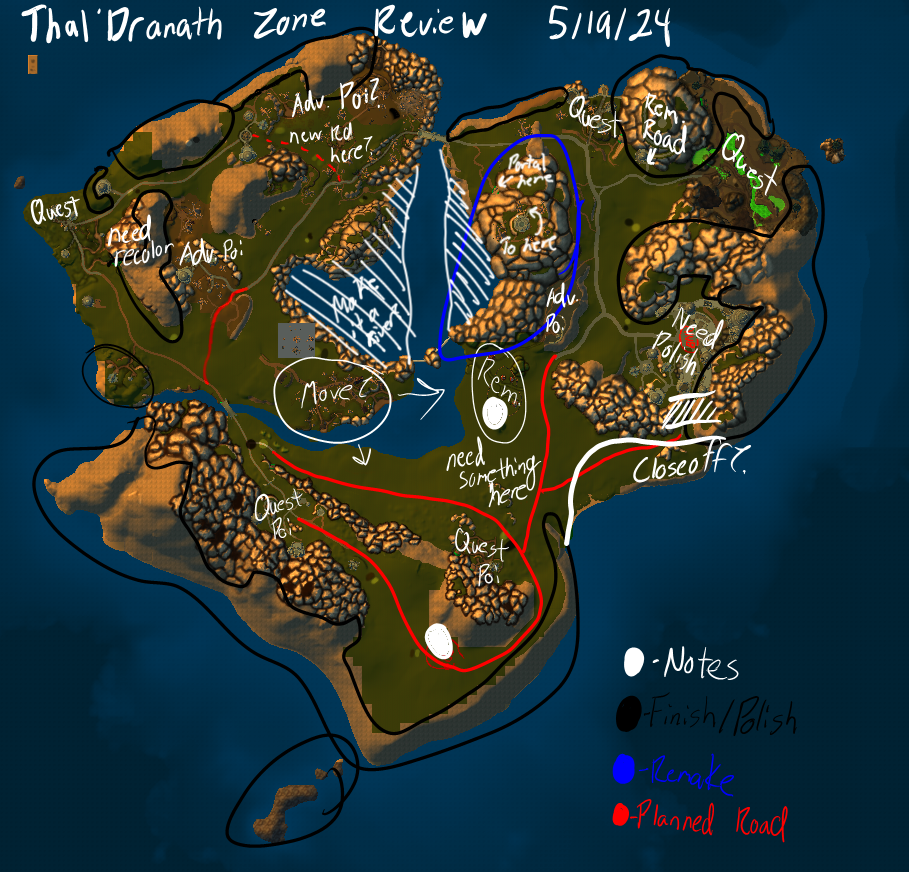 Thal'Dranath Zone Review 5/19/24
Adv. Poi?
new red
here?
Quest
Rem
Road
Quest
Portal
here
To here
Quest
need
recolor
Adv. Poi
Adv.
Poi
Need
Polish
Move?
Rem.
need
something
here
Closeoff?
Quest
Poi
Quest
Poi
-Notes
-Finish/Polish
-Remake
-Planned Road